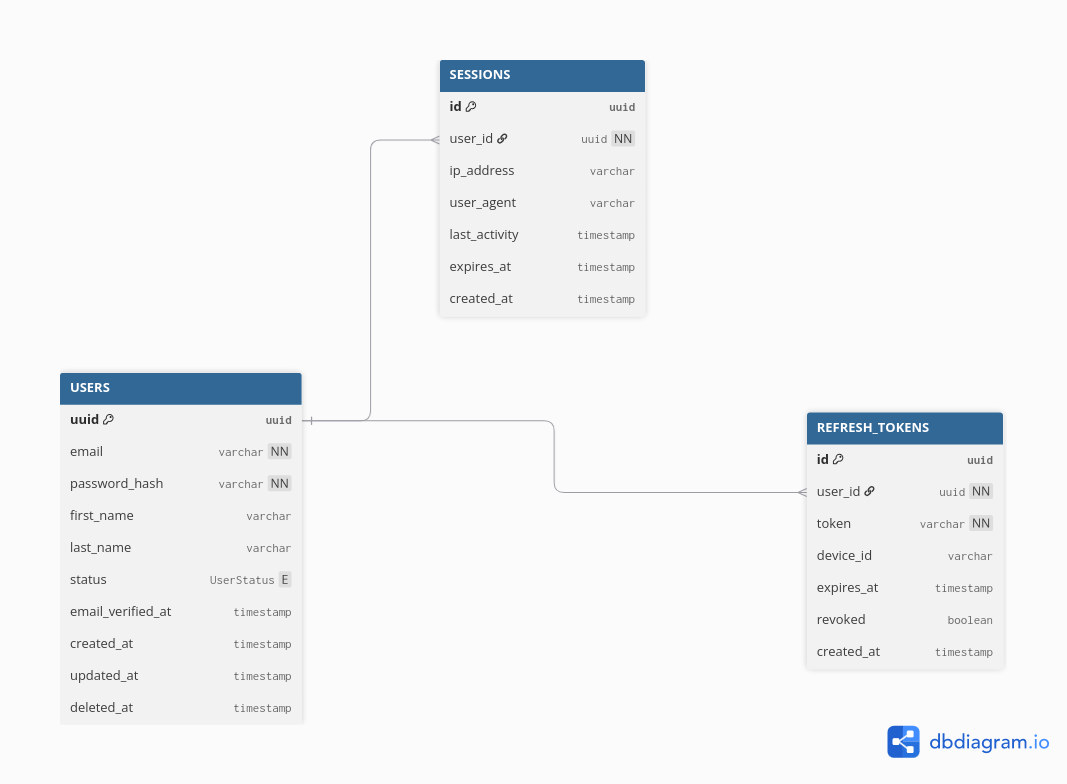 SESSIONS
id uuid
user_id uuid NN
ip_address varchar
user_agent varchar
last_activity timestamp
expires_at timestamp
created_at timestamp
USERS
uuid uuid
email varchar NN
password_hash varchar NN
first_name varchar
last_name varchar
status UserStatus E
email_verified_at timestamp
created_at timestamp
updated_at timestamp
deleted_at timestamp
REFRESH_TOKENS
id uuid
user_id uuid NN
token varchar NN
device_id varchar
expires_at timestamp
revoked boolean
created_at timestamp
dbdiagram.io